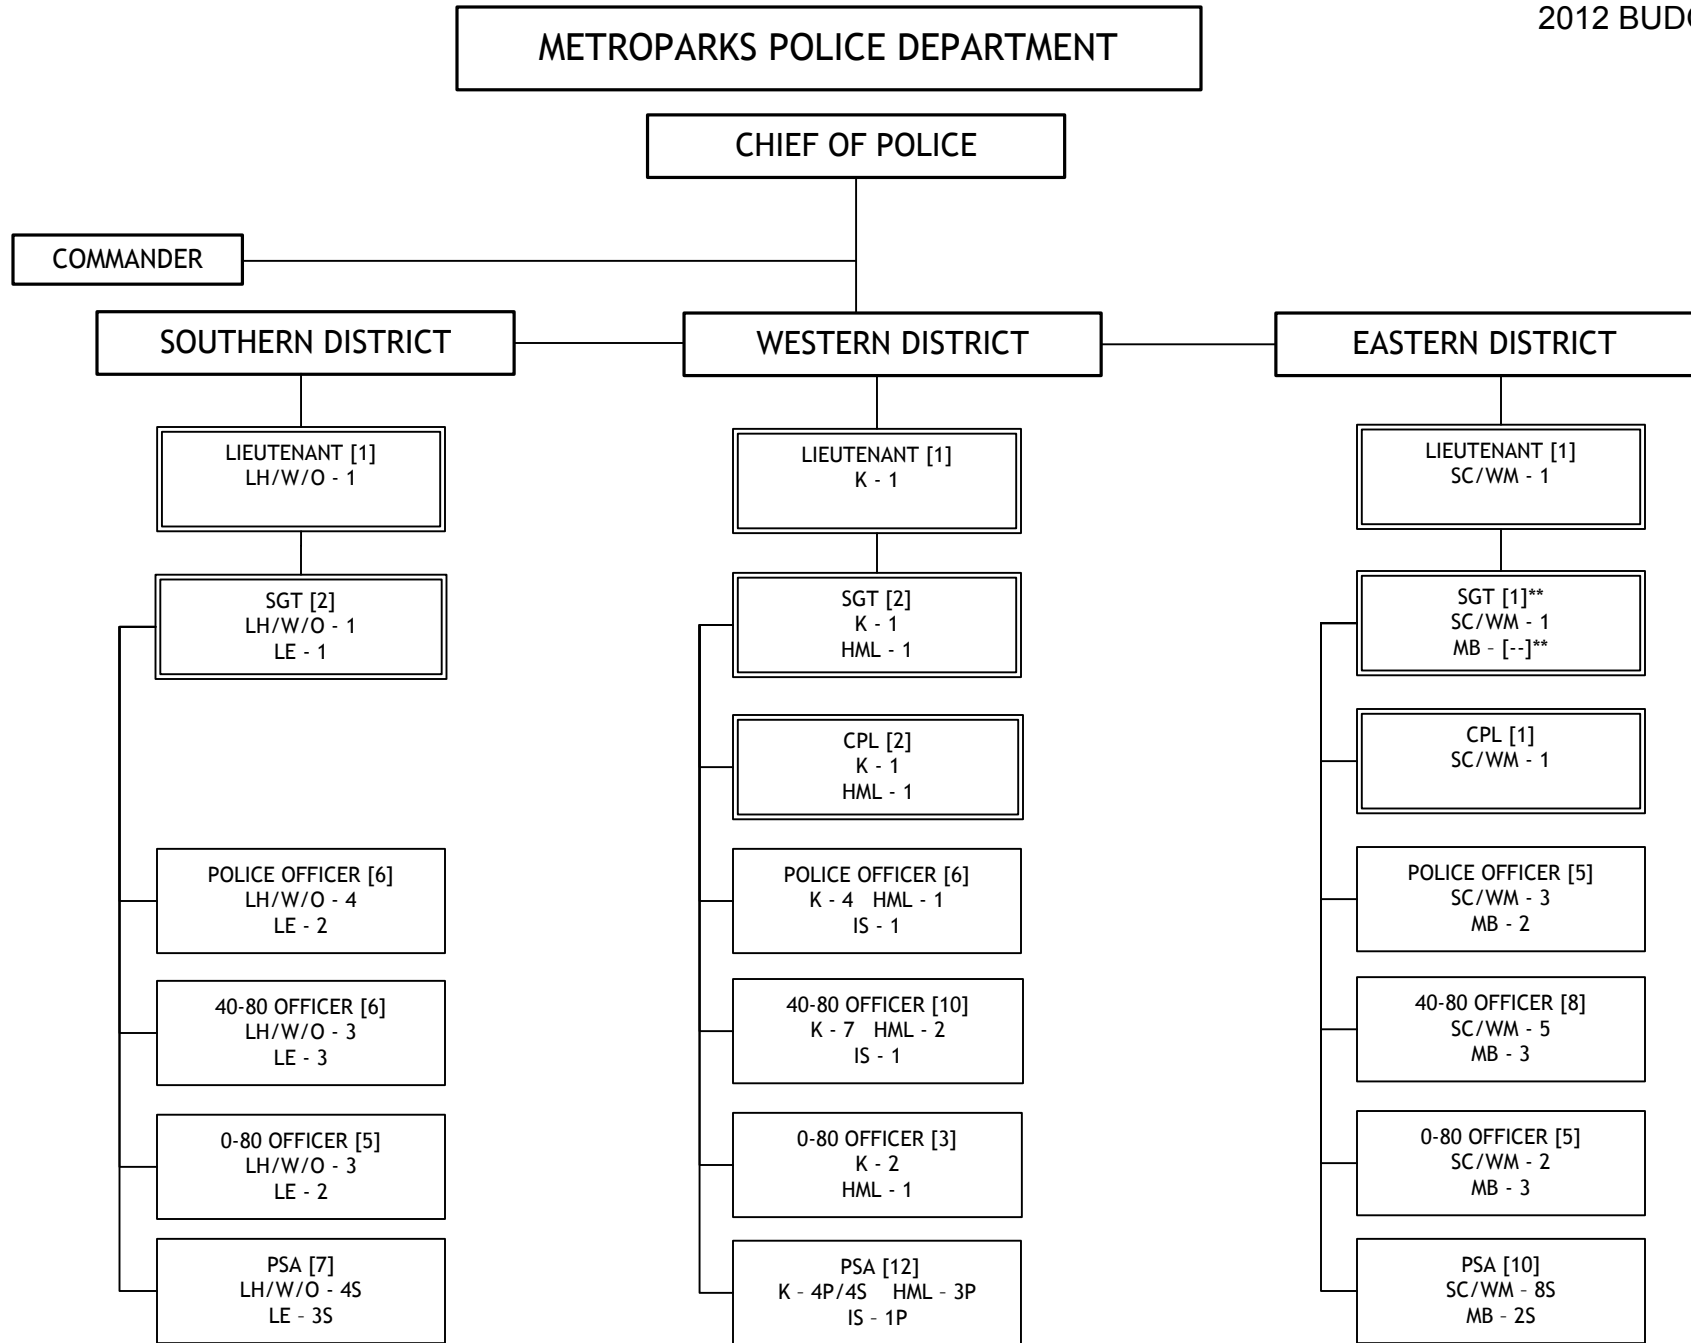 2012 BUDG
METROPARKS POLICE DEPARTMENT
CHIEF OF POLICE
COMMANDER
SOUTHERN DISTRICT
WESTERN DISTRICT
EASTERN DISTRICT
LIEUTENANT [1]
LH/W/O - 1
LIEUTENANT [1]
K - 1
LIEUTENANT [1]
SC/WM - 1
SGT [2]
LH/W/O - 1
LE - 1
SGT [2]
K - 1
HML - 1
SGT [1]**
SC/WM - 1
MB - [--]**
CPL [2]
K - 1
HML - 1
CPL [1]
SC/WM - 1
POLICE OFFICER [6]
LH/W/O - 4
LE - 2
POLICE OFFICER [6]
K - 4 HML - 1
IS - 1
POLICE OFFICER [5]
SC/WM - 3
MB - 2
40-80 OFFICER [6]
LH/W/O - 3
LE - 3
40-80 OFFICER [10]
K - 7 HML - 2
IS - 1
40-80 OFFICER [8]
SC/WM - 5
MB - 3
0-80 OFFICER [5]
LH/W/O - 3
LE - 2
0-80 OFFICER [3]
K - 2
HML - 1
0-80 OFFICER [5]
SC/WM - 2
MB - 3
PSA [7]
LH/W/O - 4S
LE - 3S
PSA [12]
K - 4P/4S HML - 3P
IS - 1P
PSA [10]
SC/WM - 8S
MB - 2S